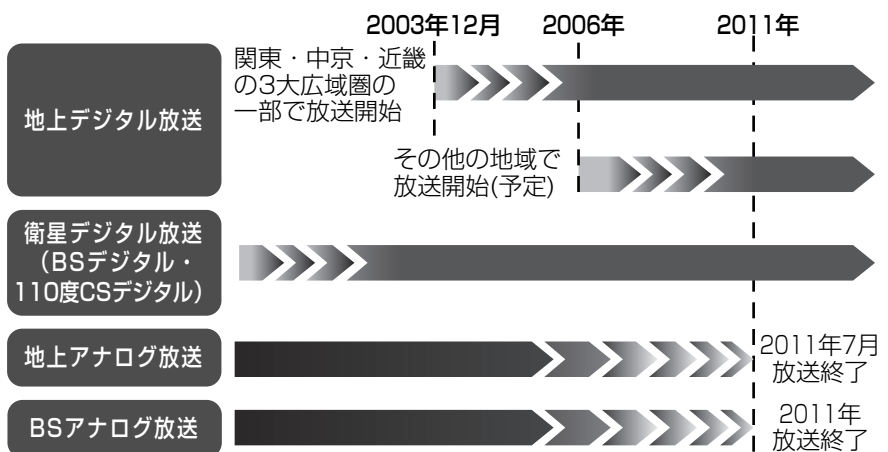 2003年12月 2006年 2011年
関東・中京・近畿
の3大広域圏の
一部で放送開始
地上デジタル放送
その他の地域で
放送開始(予定)
衛星デジタル放送
（BSデジタル・
110度CSデジタル）
地上アナログ放送
2011年7月
放送終了
BSアナログ放送
2011年
放送終了